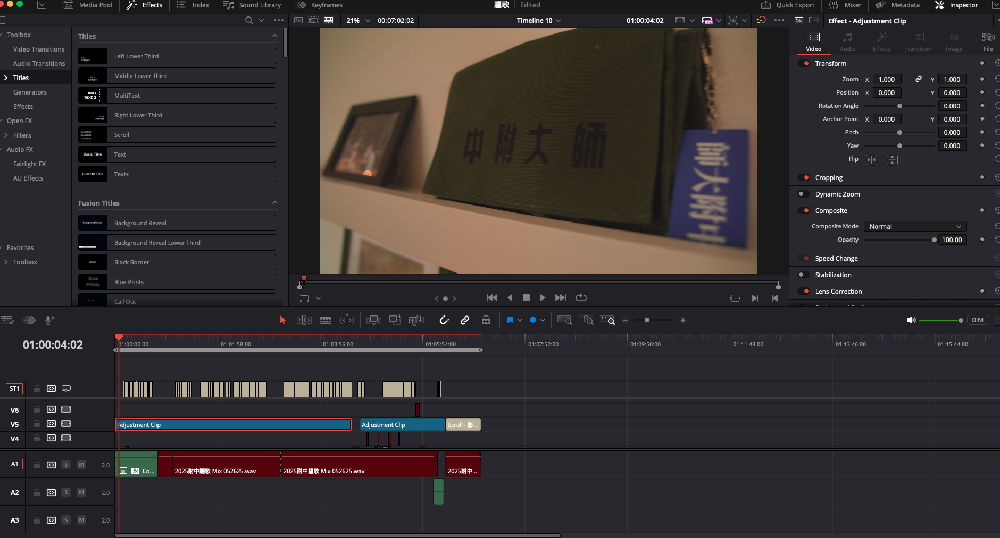 Media Pool
Effects
Index
Sound Library
Keyframes
驪歌
Edited
Quick Export
Mixer
Metadata
Inspector
21%
00:07:02:02
Timeline 10
01:00:04:02
PXY
Effect - Adjustment Clip
Toolbox
Video Transitions
Audio Transitions
Titles
Generators
Effects
Open FX
Filters
Audio FX
Fairlight FX
AU Effects
Favorites
Toolbox
Titles
Left Lower Third
Middle Lower Third
Text 1
Text 2
MultiText
Right Lower Third
Scroll
Basic Title
Text
Custom Title
Text+
Fusion Titles
Background Reveal
Background Reveal
Background Reveal Lower Third
SAMPLE
Black Border
Blue Prints
Blue Prints
Call Out
中附大師
師大附中
Video
Audio
Effects
Transition
Image
File
Transform
Zoom X 1.000 Y 1.000
Position X 0.000 Y 0.000
Rotation Angle 0.000
Anchor Point X 0.000 Y 0.000
Pitch 0.000
Yaw 0.000
Flip
Cropping
Dynamic Zoom
Composite
Composite Mode Normal
Opacity 100.00
Speed Change
Stabilization
Lens Correction
DIM
01:00:04:02
01:00:00:00
01:01:58:00
01:03:56:00
01:05:54:00
01:07:52:00
01:09:50:00
01:11:48:00
01:13:46:00
01:15:44:00
ST1
V6
V5
Adjustment Clip
Adjustment Clip
Scroll - 影...
V4
A1 S M 2.0
fx Co...
2025附中驪歌 Mix 052625.wav
2025附中驪歌 Mix 052625.wav
2025附中...
A2 S M 2.0
A3 S M 2.0